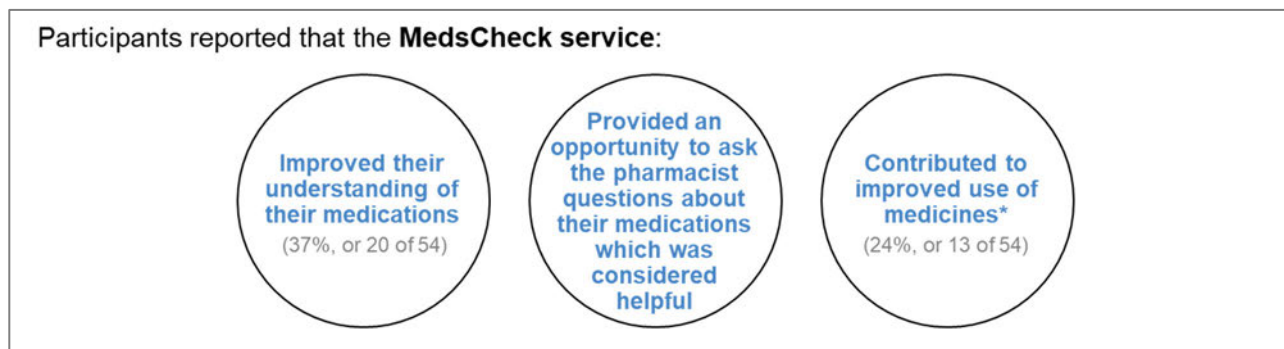 Participants reported that the MedsCheck service:
Improved their
understanding of
their medications
(37%, or 20 of 54)
Provided an
opportunity to ask
the pharmacist
questions about
their medications
which was
considered
helpful
Contributed to
improved use of
medicines*
(24%, or 13 of 54)